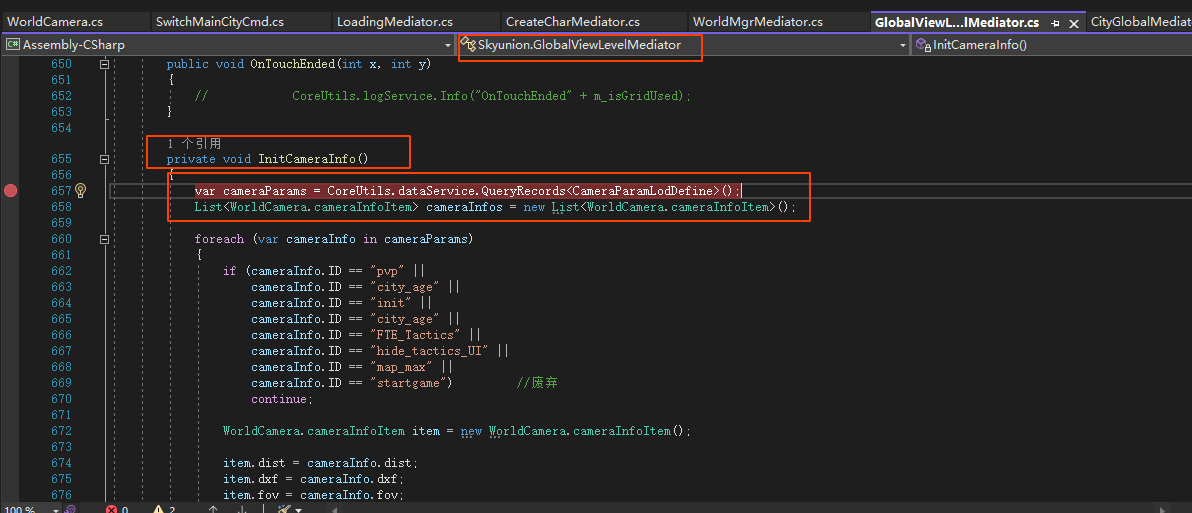 WorldCamera.cs SwitchMainCityCmd.cs LoadingMediator.cs CreateCharMediator.cs WorldMgrMediator.cs GlobalViewL...lMediator.cs CityGlobalMediat
C# Assembly-CSharp Skyunion.GlobalViewLevelMediator InitCameraInfo()
650 public void OnTouchEnded(int x, int y)
651 {
652 // CoreUtils.logService.Info("OnTouchEnded" + m_isGridUsed);
653 }
654
1 个引用
655 private void InitCameraInfo()
656 {
657 var cameraParams = CoreUtils.dataService.QueryRecords<CameraParamLodDefine>();
658 List<WorldCamera.cameraInfoItem> cameraInfos = new List<WorldCamera.cameraInfoItem>();
659
660 foreach (var cameraInfo in cameraParams)
661 {
662 if (cameraInfo.ID == "pvp" ||
663 cameraInfo.ID == "city_age" ||
664 cameraInfo.ID == "init" ||
665 cameraInfo.ID == "city_age" ||
666 cameraInfo.ID == "FTE_Tactics" ||
667 cameraInfo.ID == "hide_tactics_UI" ||
668 cameraInfo.ID == "map_max" ||
669 cameraInfo.ID == "startgame") //废弃
670 continue;
671
672 WorldCamera.cameraInfoItem item = new WorldCamera.cameraInfoItem();
673
674 item.dist = cameraInfo.dist;
675 item.dxf = cameraInfo.dxf;
676 item.fov = cameraInfo.fov;
100 % 0 2